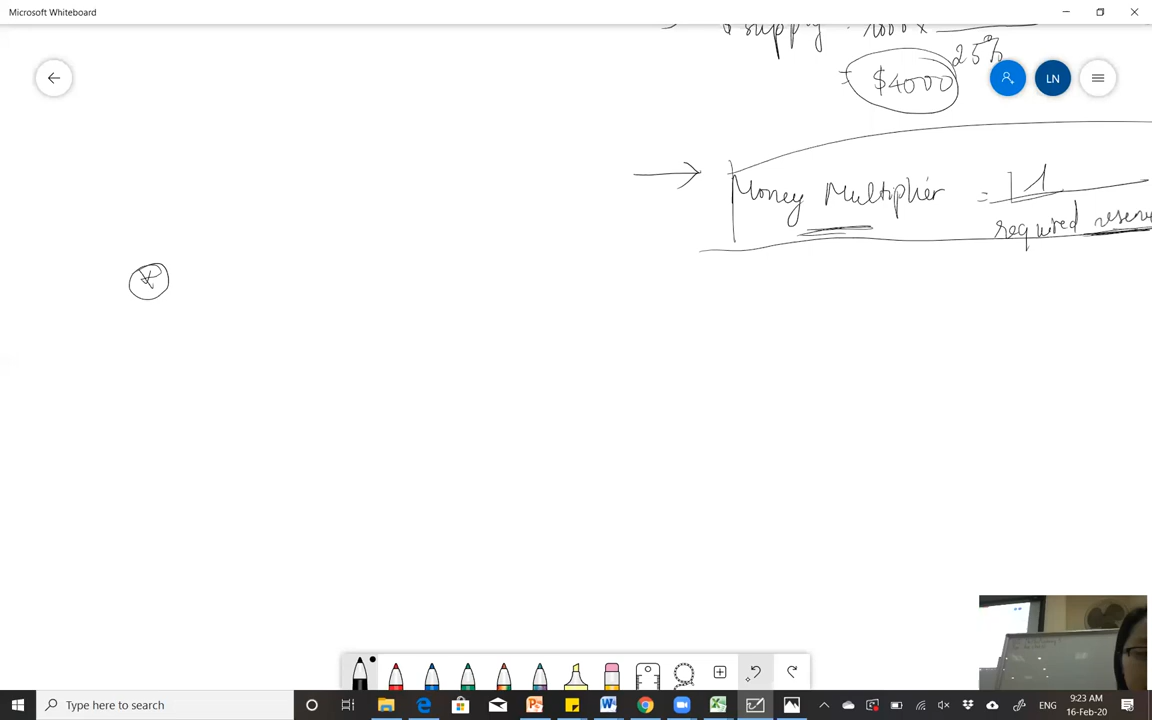 Microsoft Whiteboard
$ supply
25%
= $4000
LN
Money Multiplier = 1
required
Type here to search
ENG
9:23 AM
16-Feb-20